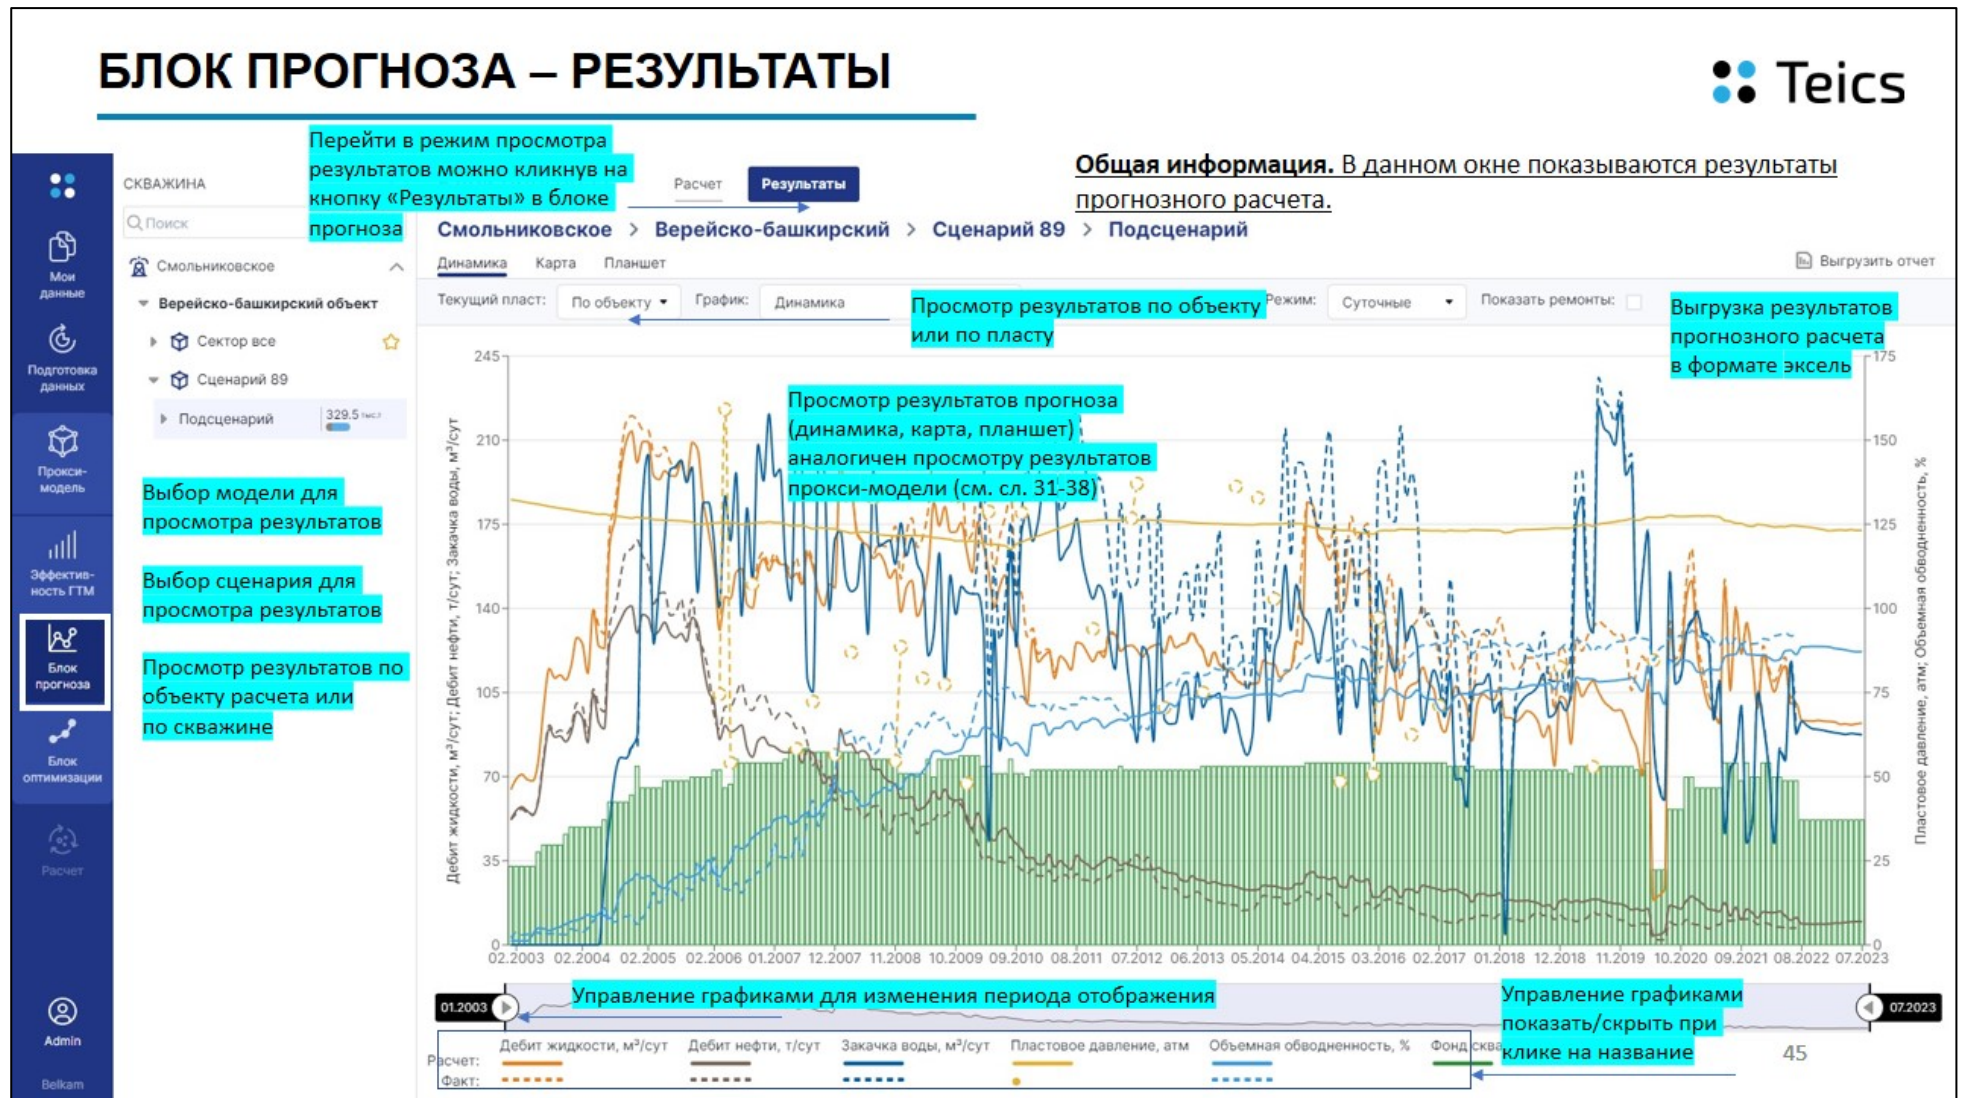 БЛОК ПРОГНОЗА – РЕЗУЛЬТАТЫ
Teics
Перейти в режим просмотра
результатов можно кликнув на
кнопку «Результаты» в блоке
прогноза
Общая информация. В данном окне показываются результаты
прогнозного расчета.
СКВАЖИНА
Поиск
Смольниковское
Верейско-башкирский объект
Сектор все
Сценарий 89
Подсценарий
329.5 тыс.т
Выбор модели для
просмотра результатов
Выбор сценария для
просмотра результатов
Просмотр результатов по
объекту расчета или
по скважине
Мои
данные
Подготовка
данных
Прокси-
модель
Эффектив-
ность ГТМ
Блок
прогноза
Блок
оптимизации
Расчет
Admin
Belkam
Расчет
Результаты
Смольниковское > Верейско-башкирский > Сценарий 89 > Подсценарий
Динамика Карта Планшет
Выгрузить отчет
Текущий пласт: По объекту График: Динамика
Режим: Суточные Показать ремонты:
Просмотр результатов по объекту
или по пласту
Выгрузка результатов
прогнозного расчета
в формате эксель
Просмотр результатов прогноза
(динамика, карта, планшет)
аналогичен просмотру результатов
прокси-модели (см. сл. 31-38)
Дебит жидкости, м³/сут; Дебит нефти, т/сут; Закачка воды, м³/сут
245
210
175
140
105
70
35
0
175
150
125
100
75
50
25
0
Пластовое давление, атм; Объемная обводненность, %
02.2003 02.2004 02.2005 02.2006 01.2007 12.2007 11.2008 10.2009 09.2010 08.2011 07.2012 06.2013 05.2014 04.2015 03.2016 02.2017 01.2018 12.2018 11.2019 10.2020 09.2021 08.2022 07.2023
01.2003
07.2023
Управление графиками для изменения периода отображения
Управление графиками
показать/скрыть при
клике на название
Дебит жидкости, м³/сут Дебит нефти, т/сут Закачка воды, м³/сут Пластовое давление, атм Объемная обводненность, % Фонд
Расчет:
Факт:
45